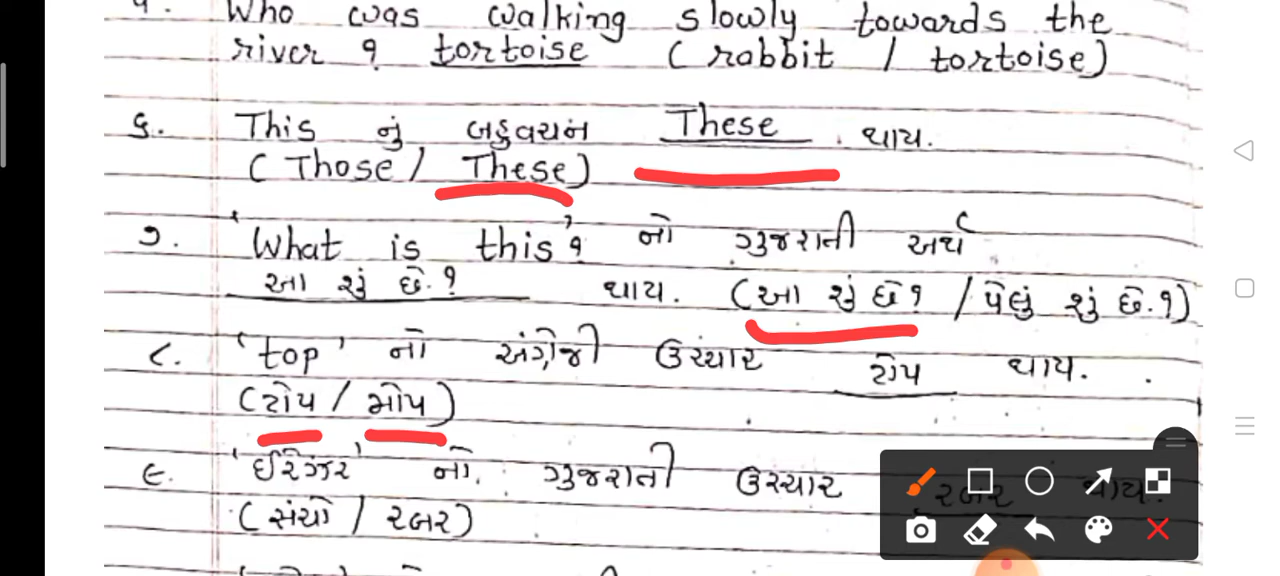 ૫. Who was walking slowly towards the
river ? tortoise (rabbit / tortoise)
૬. This નું બહુવચન These થાય.
(Those / These)
૭. 'What is this'? નો ગુજરાતી અર્થ
આ શું છે.? થાય. (આ શું છે? / પેલું શું છે.?)
૮. 'top' નો અંગ્રેજી ઉચ્ચાર ટોપ થાય.
(ટોપ / મોપ)
૯. 'ઈરેઝર' નો ગુજરાતી ઉચ્ચાર રબર થાય.
(સંચો / રબર)